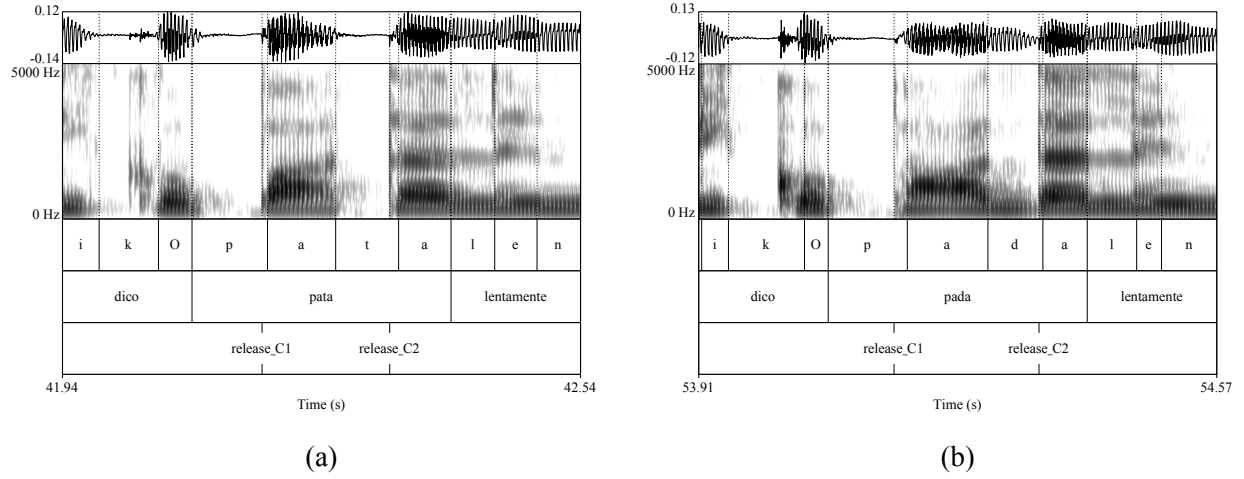 0.12
-0.14
5000 Hz
0 Hz
i k O p a t a l e n
dico pata lentamente
release_C1 release_C2
41.94 42.54
Time (s)
(a)
0.13
-0.12
5000 Hz
0 Hz
i k O p a d a l e n
dico pada lentamente
release_C1 release_C2
53.91 54.57
Time (s)
(b)